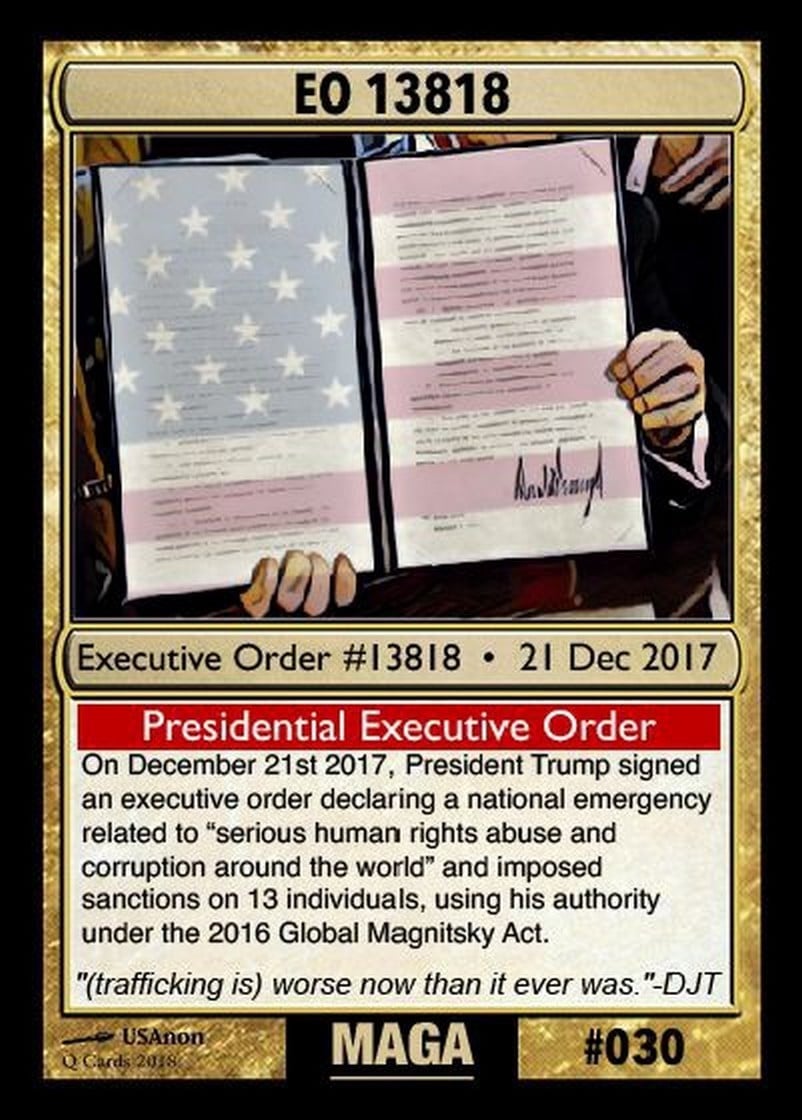 EO 13818
Executive Order #13818 • 21 Dec 2017
Presidential Executive Order
On December 21st 2017, President Trump signed
an executive order declaring a national emergency
related to “serious human rights abuse and
corruption around the world” and imposed
sanctions on 13 individuals, using his authority
under the 2016 Global Magnitsky Act.
"(trafficking is) worse now than it ever was."-DJT
USAnon
Q Cards 2018
MAGA
#030